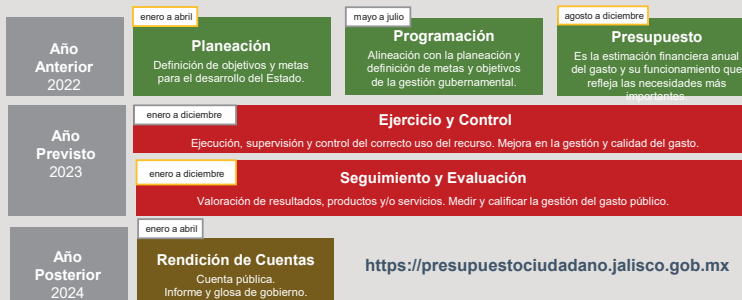 enero a abril
mayo a julio
agosto a diciembre
Año
Anterior
2022
Planeación
Definición de objetivos y metas
para el desarrollo del Estado.
Programación
Alineación con la planeación y
definición de metas y objetivos
de la gestión gubernamental.
Presupuesto
Es la estimación financiera anual
del gasto y su funcionamiento que
refleja las necesidades más
importantes.
Año
Previsto
2023
enero a diciembre
Ejercicio y Control
Ejecución, supervisión y control del correcto uso del recurso. Mejora en la gestión y calidad del gasto.
enero a diciembre
Seguimiento y Evaluación
Valoración de resultados, productos y/o servicios. Medir y calificar la gestión del gasto público.
Año
Posterior
2024
enero a abril
Rendición de Cuentas
Cuenta pública.
Informe y glosa de gobierno.
https://presupuestociudadano.jalisco.gob.mx